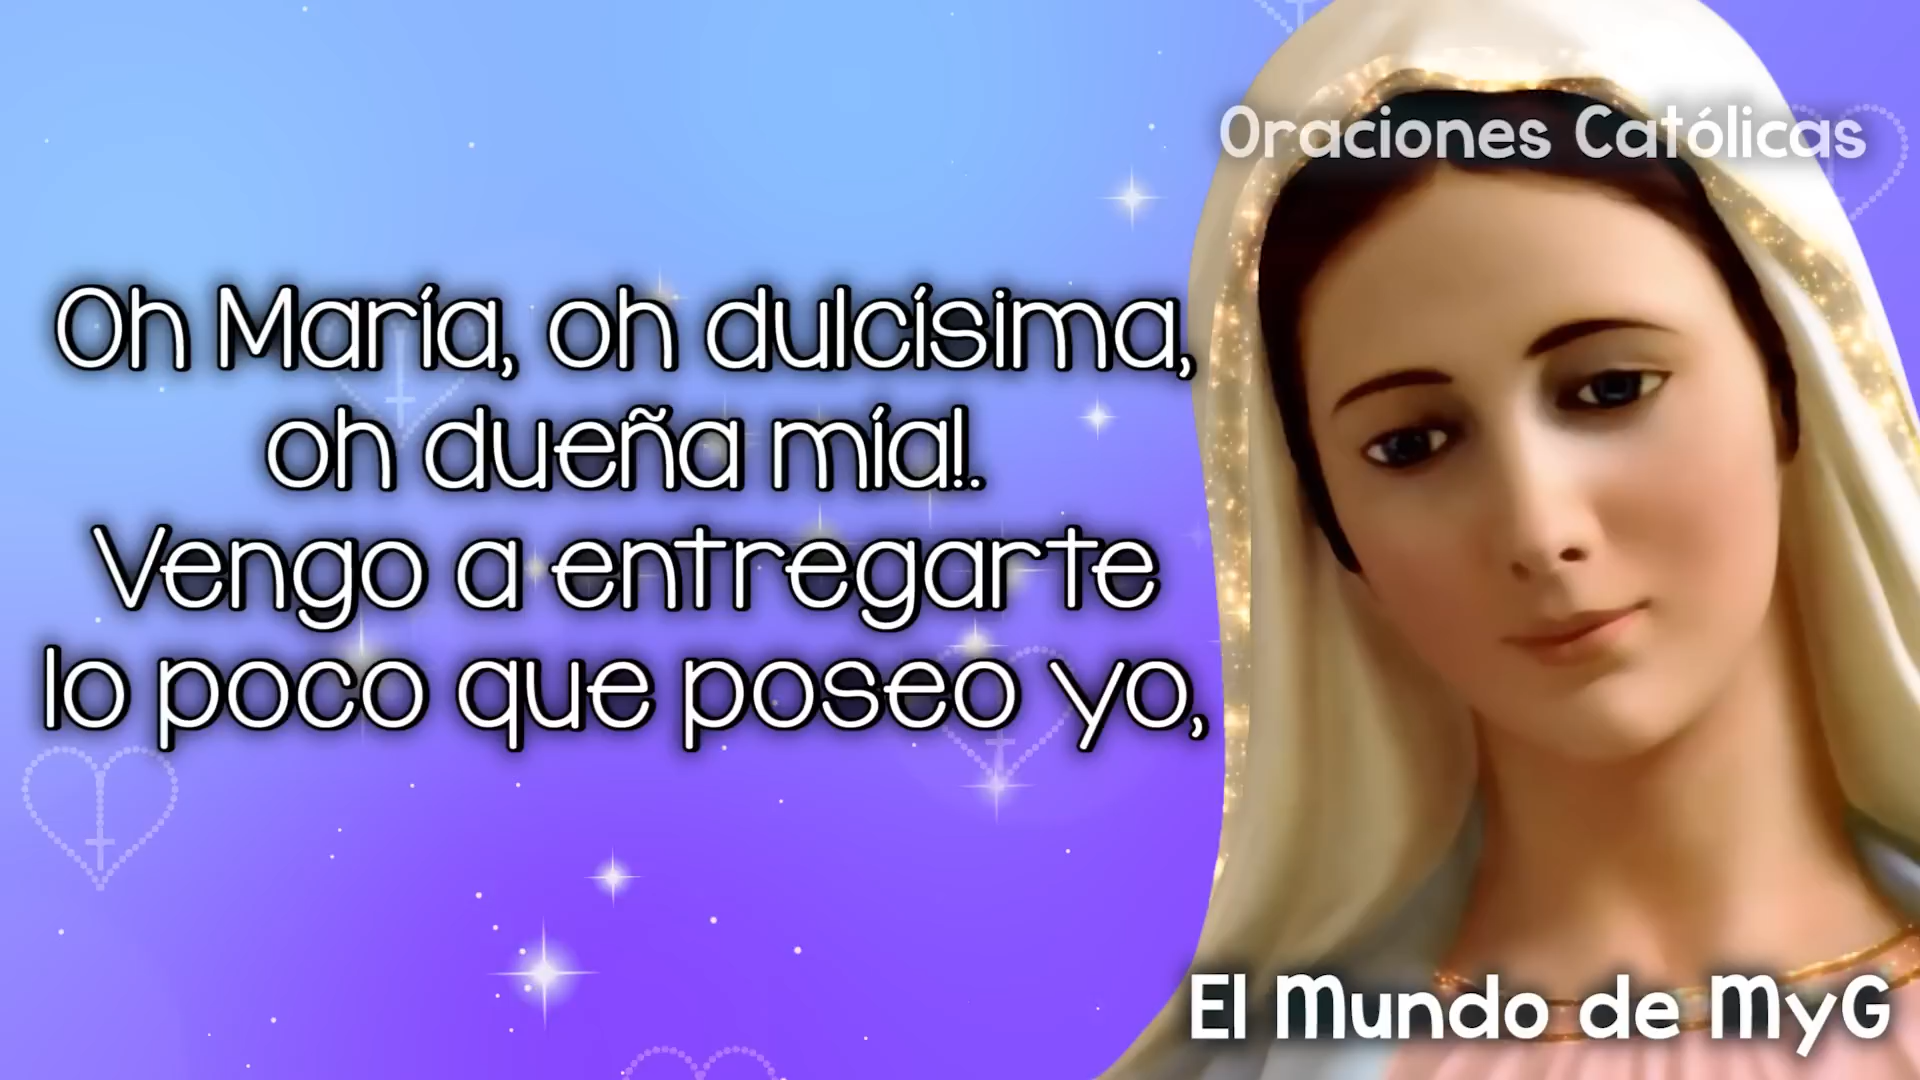 Oraciones Católicas
Oh María, oh dulcísima,
oh dueña mía!.
Vengo a entregarte
lo poco que poseo yo,
El Mundo de MyG